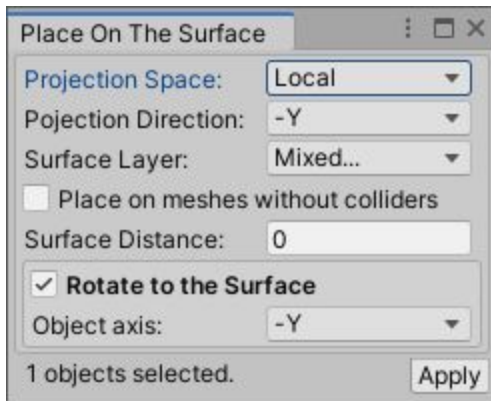 Place On The Surface
Projection Space: Local
Pojection Direction: -Y
Surface Layer: Mixed...
Place on meshes without colliders
Surface Distance: 0
Rotate to the Surface
Object axis: -Y
1 objects selected. Apply